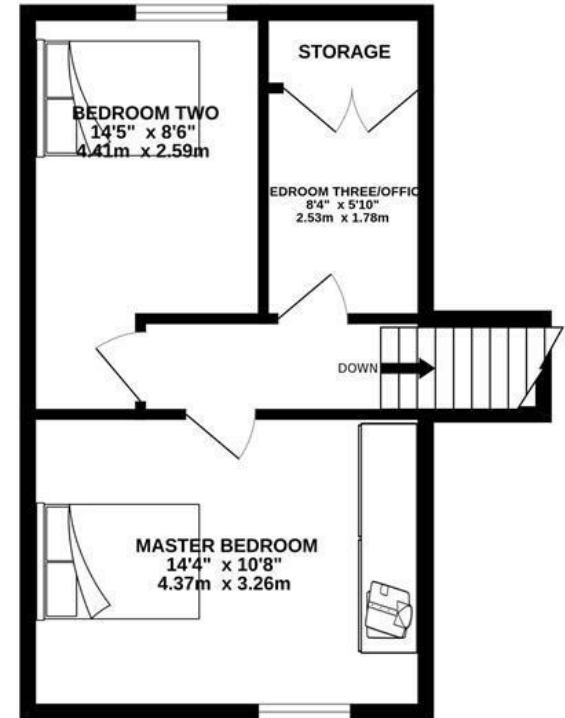 STORAGE
BEDROOM TWO
14'5" x 8'6"
4.41m x 2.59m
EDROOM THREE/OFFIC
8'4" x 5'10"
2.53m x 1.78m
DOWN
MASTER BEDROOM
14'4" x 10'8"
4.37m x 3.26m